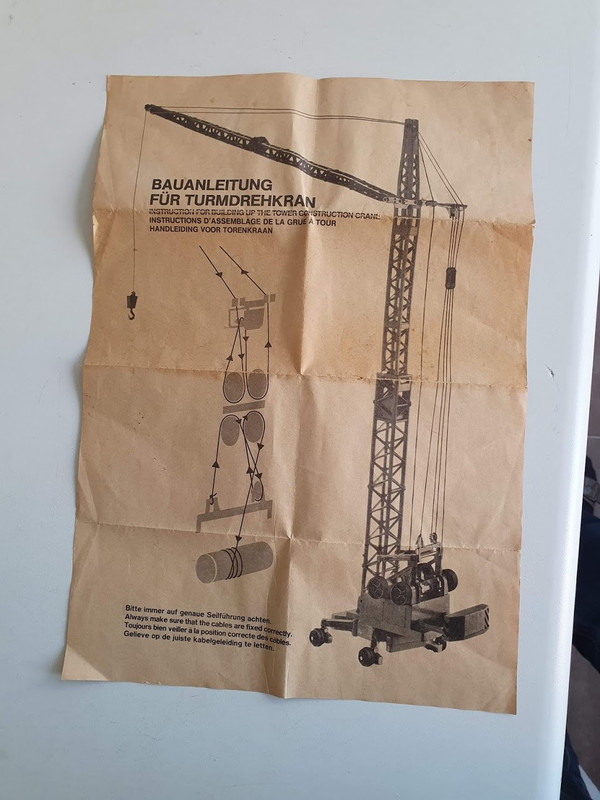 BAUANLEITUNG
FÜR TURMDREHKRAN
INSTRUCTION FOR BUILDING UP THE TOWER CONSTRUCTION CRANE
INSTRUCTIONS D'ASSEMBLAGE DE LA GRUE À TOUR
HANDLEIDING VOOR TORENKRAAN
Bitte immer auf genaue Seilführung achten.
Always make sure that the cables are fixed correctly.
Toujours bien veiller à la position correcte des câbles.
Gelieve op de juiste kabelgeleiding te letten.